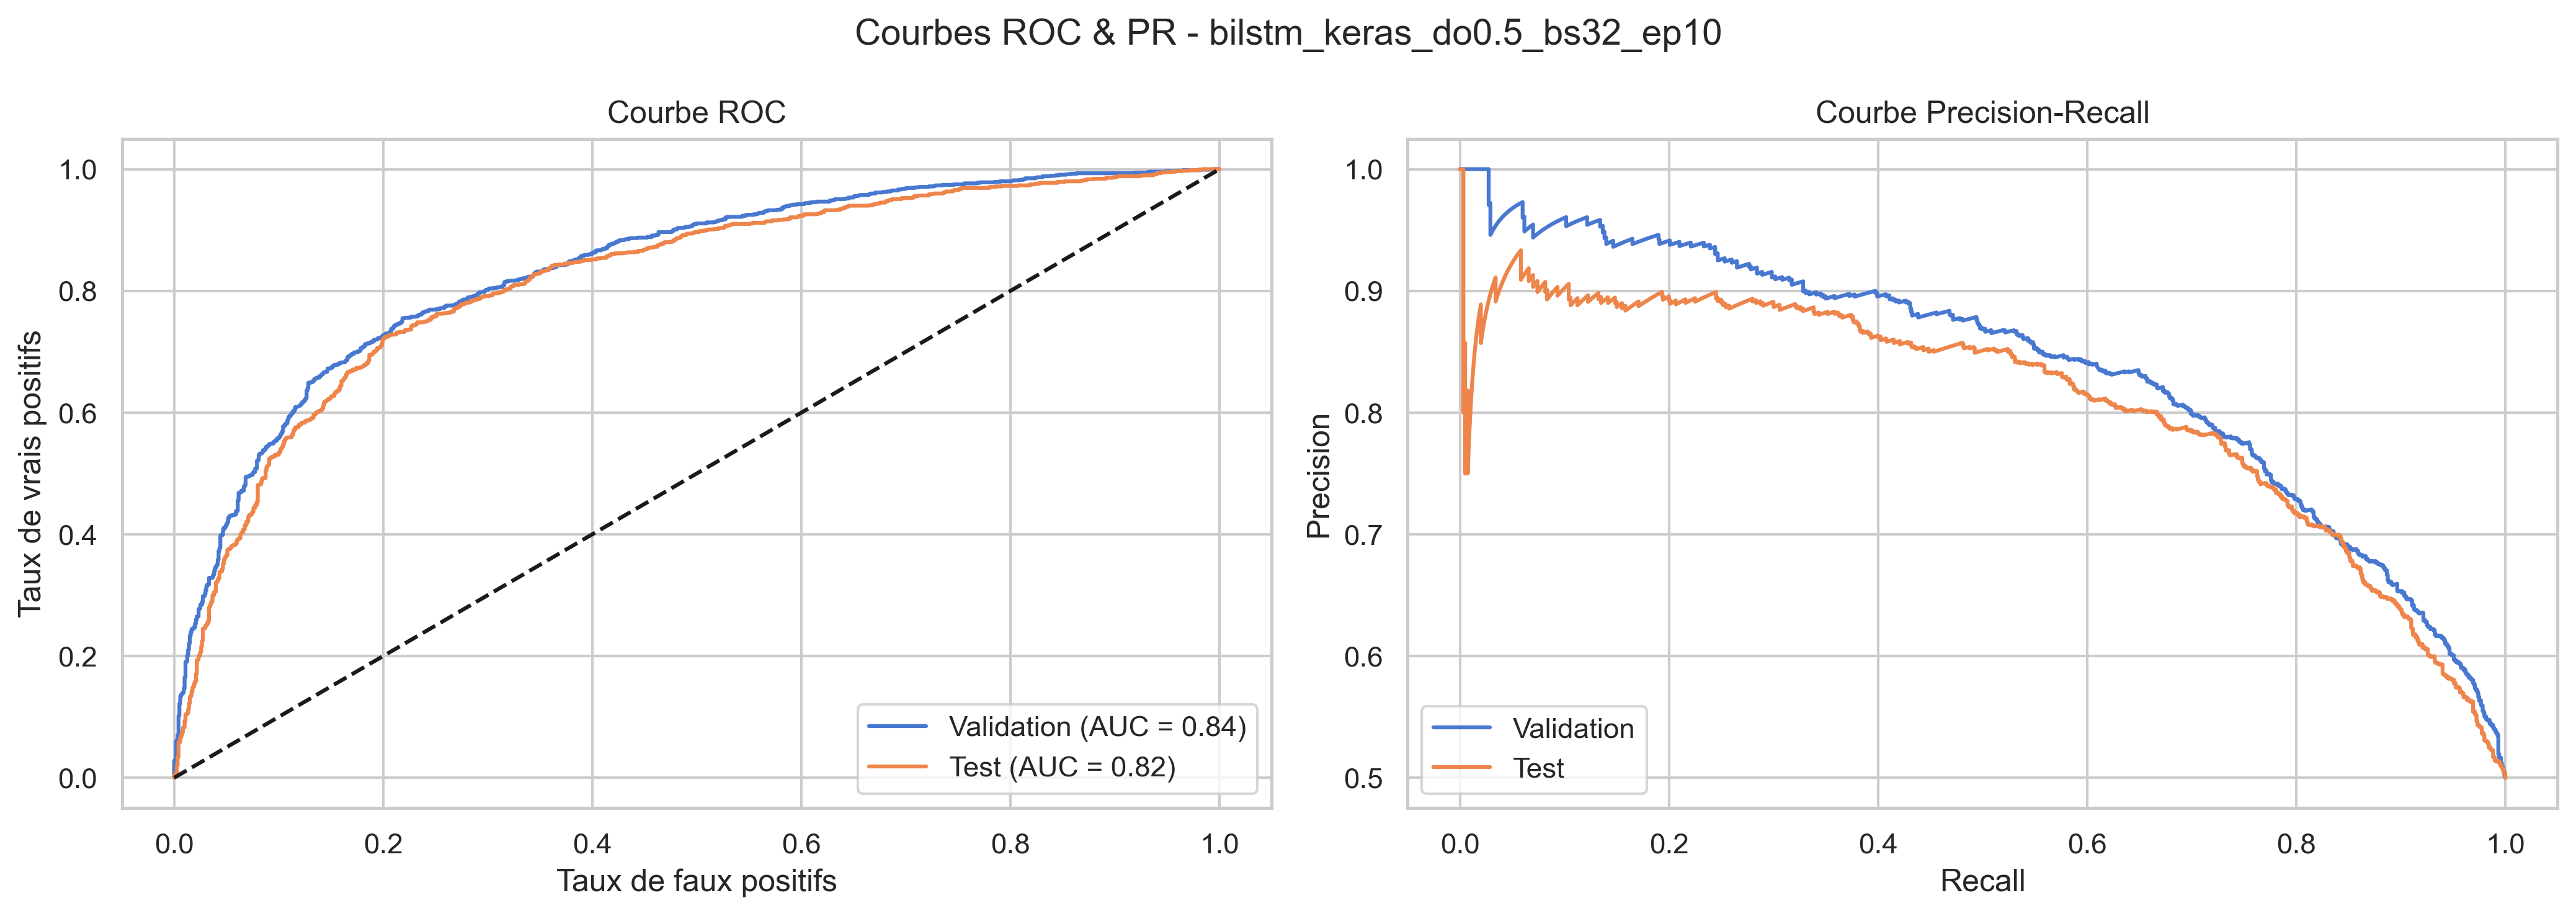 Courbes ROC & PR - bilstm_keras_do0.5_bs32_ep10
Courbe ROC
1.0
0.8
0.6
0.4
0.2
0.0
Taux de vrais positifs
0.0 0.2 0.4 0.6 0.8 1.0
Taux de faux positifs
Validation (AUC = 0.84)
Test (AUC = 0.82)
Courbe Precision-Recall
1.0
0.9
0.8
0.7
0.6
0.5
Precision
0.0 0.2 0.4 0.6 0.8 1.0
Recall
Validation
Test